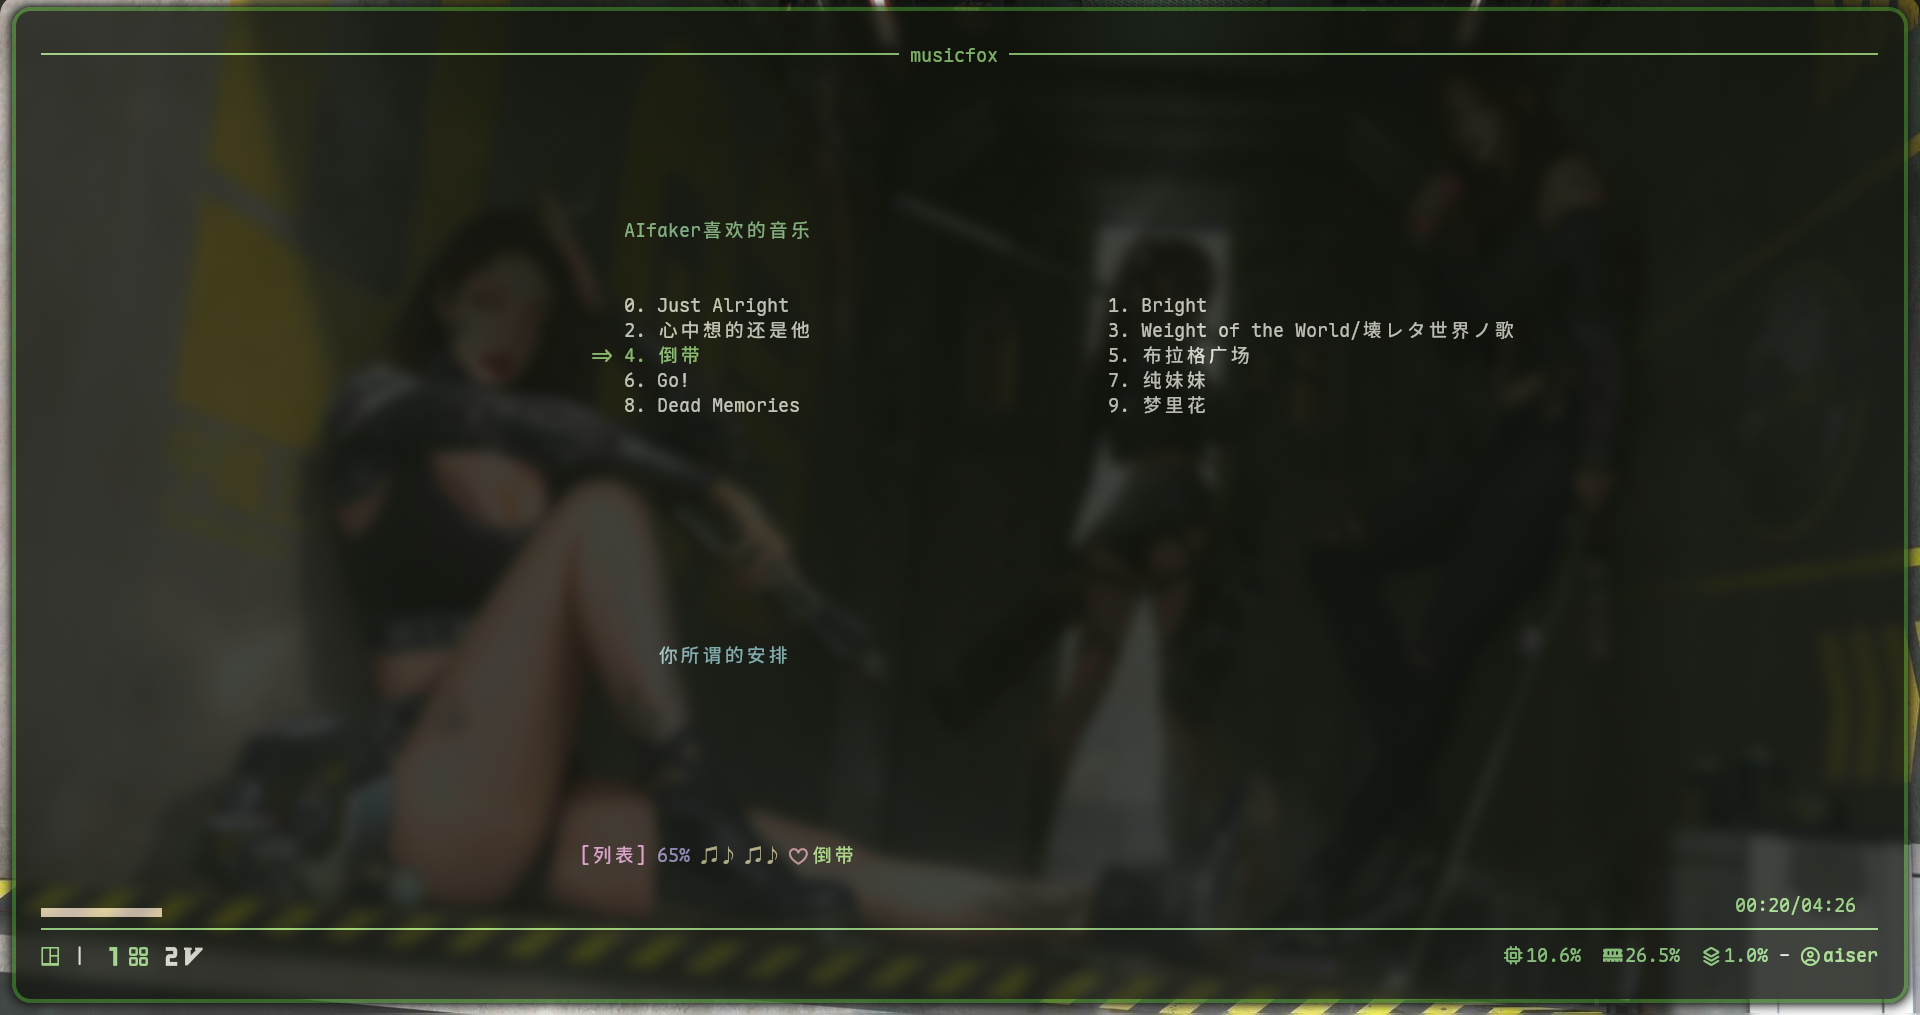 musicfox
AIfaker喜欢的音乐
0. Just Alright 1. Bright
2. 心中想的还是他 3. Weight of the World/壊レタ世界ノ歌
⇒ 4. 倒带 5. 布拉格广场
6. Go! 7. 纯妹妹
8. Dead Memories 9. 梦里花
你所谓的安排
[列表] 65% ♫♪ ♫♪ ♡ 倒带
00:20/04:26
| 1 2 10.6% 26.5% 1.0% - aiser